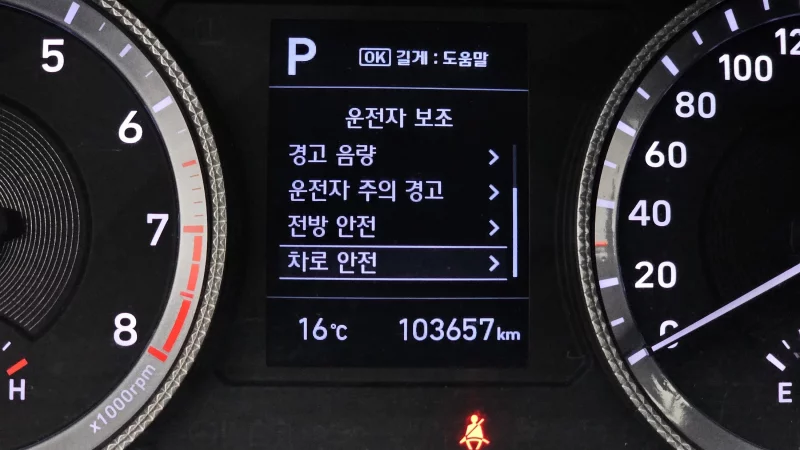 5
6
7
8
x1000rpm
H
P
OK 길게 : 도움말
운전자 보조
경고 음량
운전자 주의 경고
전방 안전
차로 안전
16℃
103657km
100
80
60
40
20
0
E